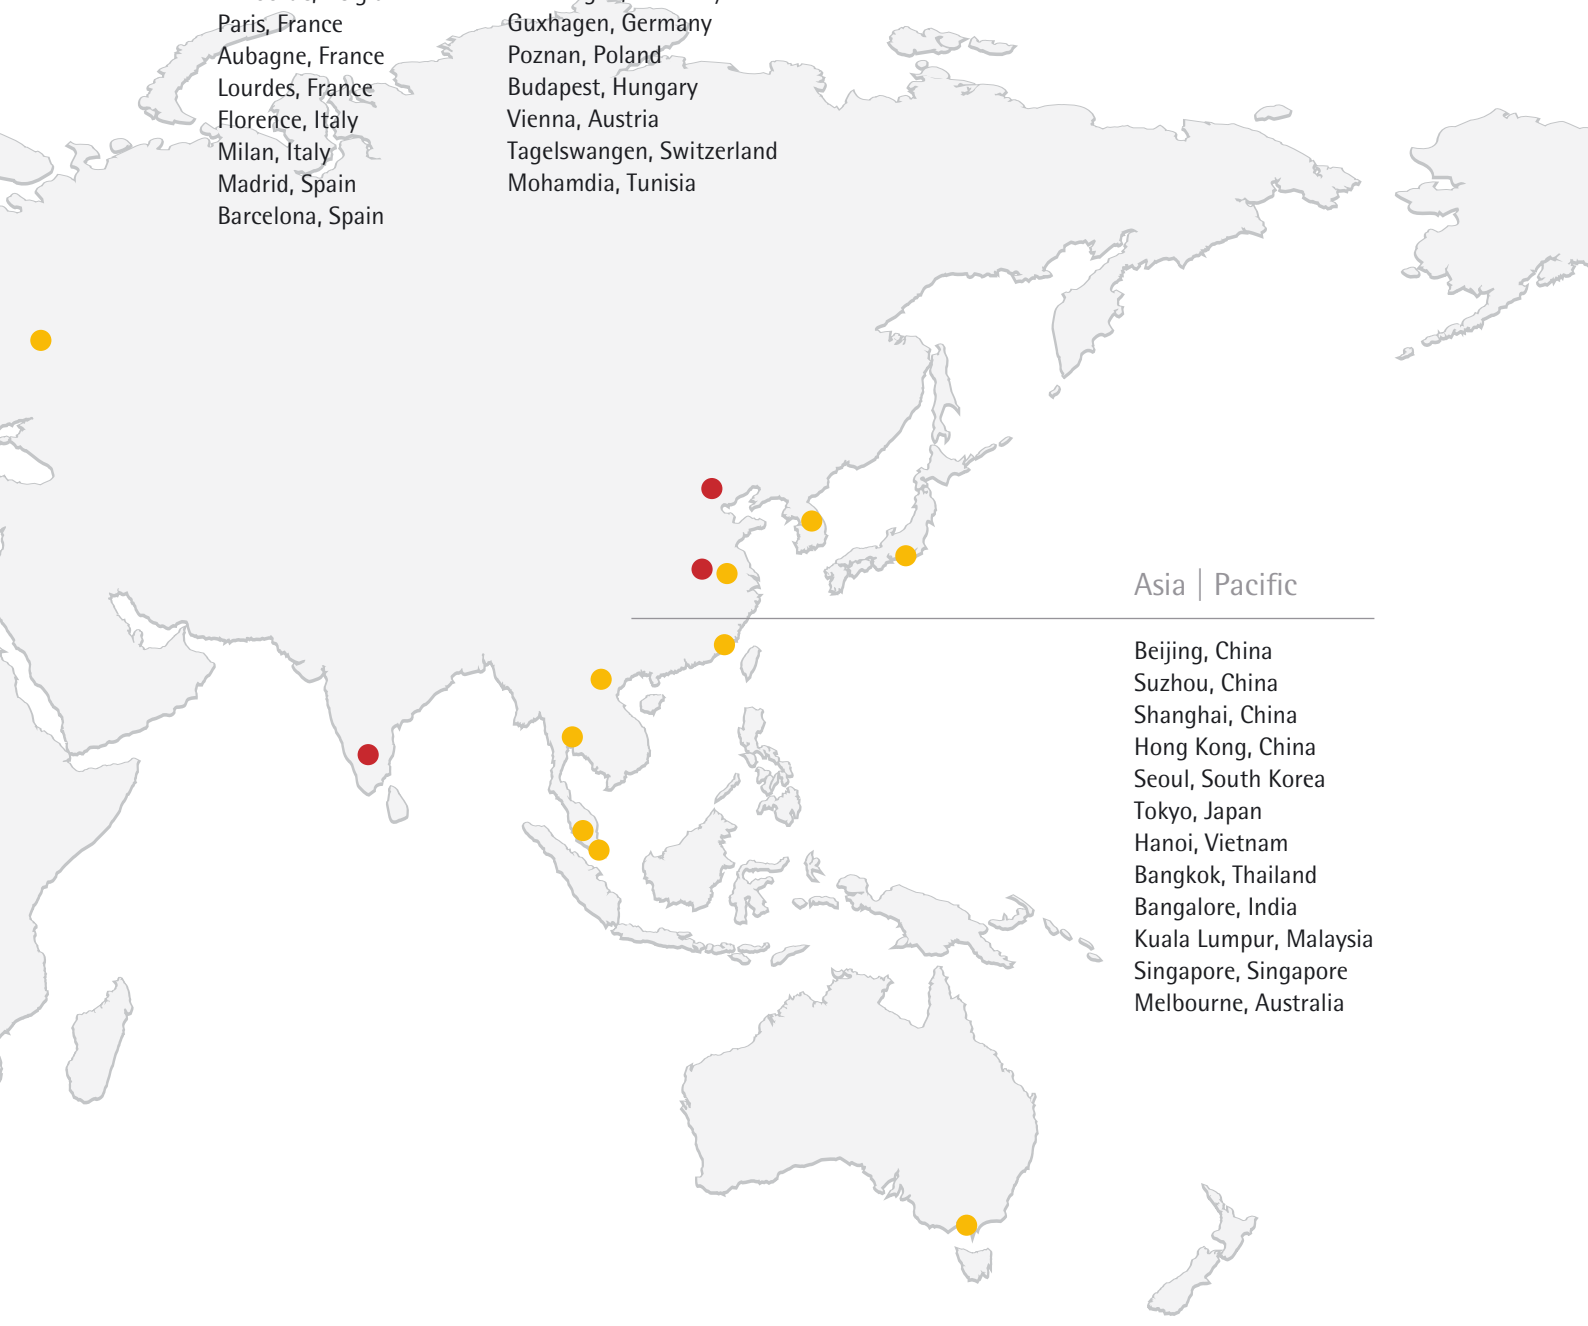 Paris, France
Aubagne, France
Lourdes, France
Florence, Italy
Milan, Italy
Madrid, Spain
Barcelona, Spain
Guxhagen, Germany
Poznan, Poland
Budapest, Hungary
Vienna, Austria
Tagelswangen, Switzerland
Mohamdia, Tunisia
Asia | Pacific
Beijing, China
Suzhou, China
Shanghai, China
Hong Kong, China
Seoul, South Korea
Tokyo, Japan
Hanoi, Vietnam
Bangkok, Thailand
Bangalore, India
Kuala Lumpur, Malaysia
Singapore, Singapore
Melbourne, Australia